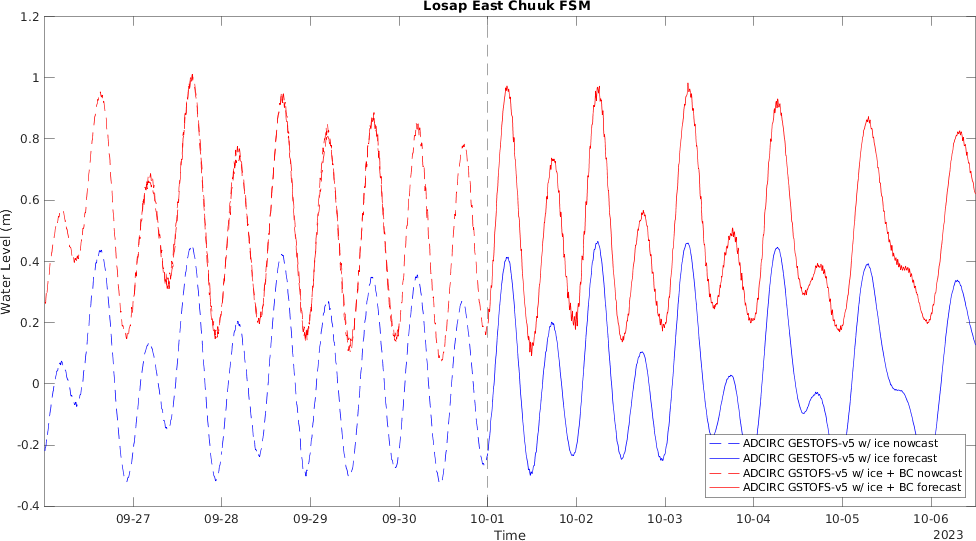 Losap East Chuuk FSM
1.2
1
0.8
0.6
0.4
0.2
0
-0.2
-0.4
Water Level (m)
ADCIRC GESTOFS-v5 w/ ice nowcast
ADCIRC GESTOFS-v5 w/ ice forecast
ADCIRC GSTOFS-v5 w/ ice + BC nowcast
ADCIRC GSTOFS-v5 w/ ice + BC forecast
09-27 09-28 09-29 09-30 10-01 10-02 10-03 10-04 10-05 10-06
Time
2023